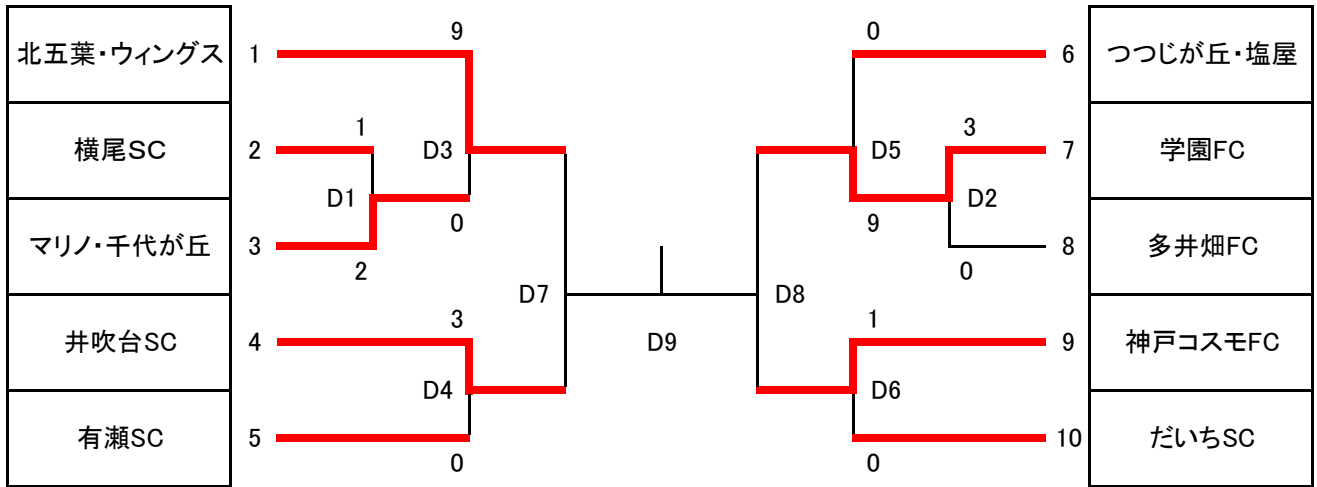 9
0
北五葉・ウィングス
1
6
つつじが丘・塩屋
1
3
横尾SC
2
D3
D5
7
学園FC
D1
D2
0
9
マリノ・千代が丘
3
8
多井畑FC
2
0
D7
D8
3
1
井吹台SC
4
D9
9
神戸コスモFC
D4
D6
有瀬SC
5
10
だいちSC
0
0